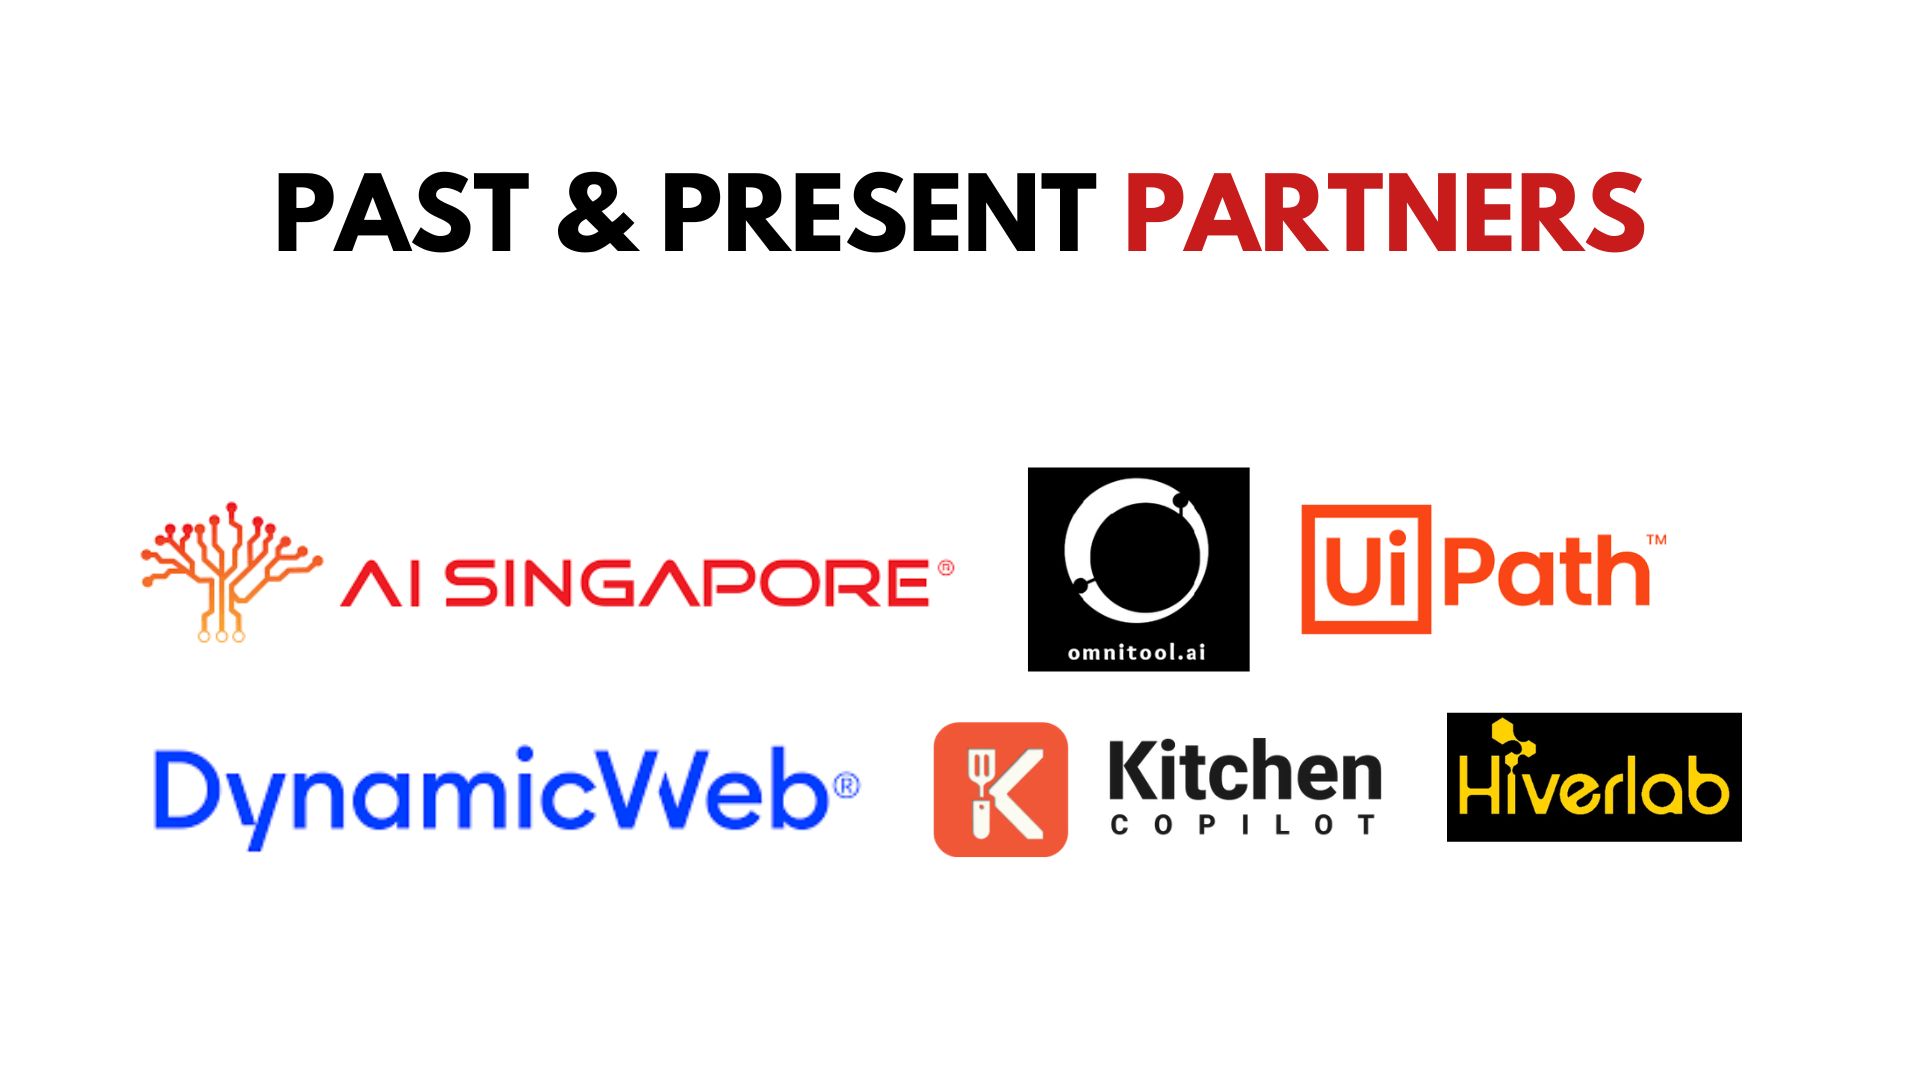 PAST & PRESENT PARTNERS
AI SINGAPORE®
omnitool.ai
UiPath™
DynamicWeb®
Kitchen
COPILOT
Hiverlab